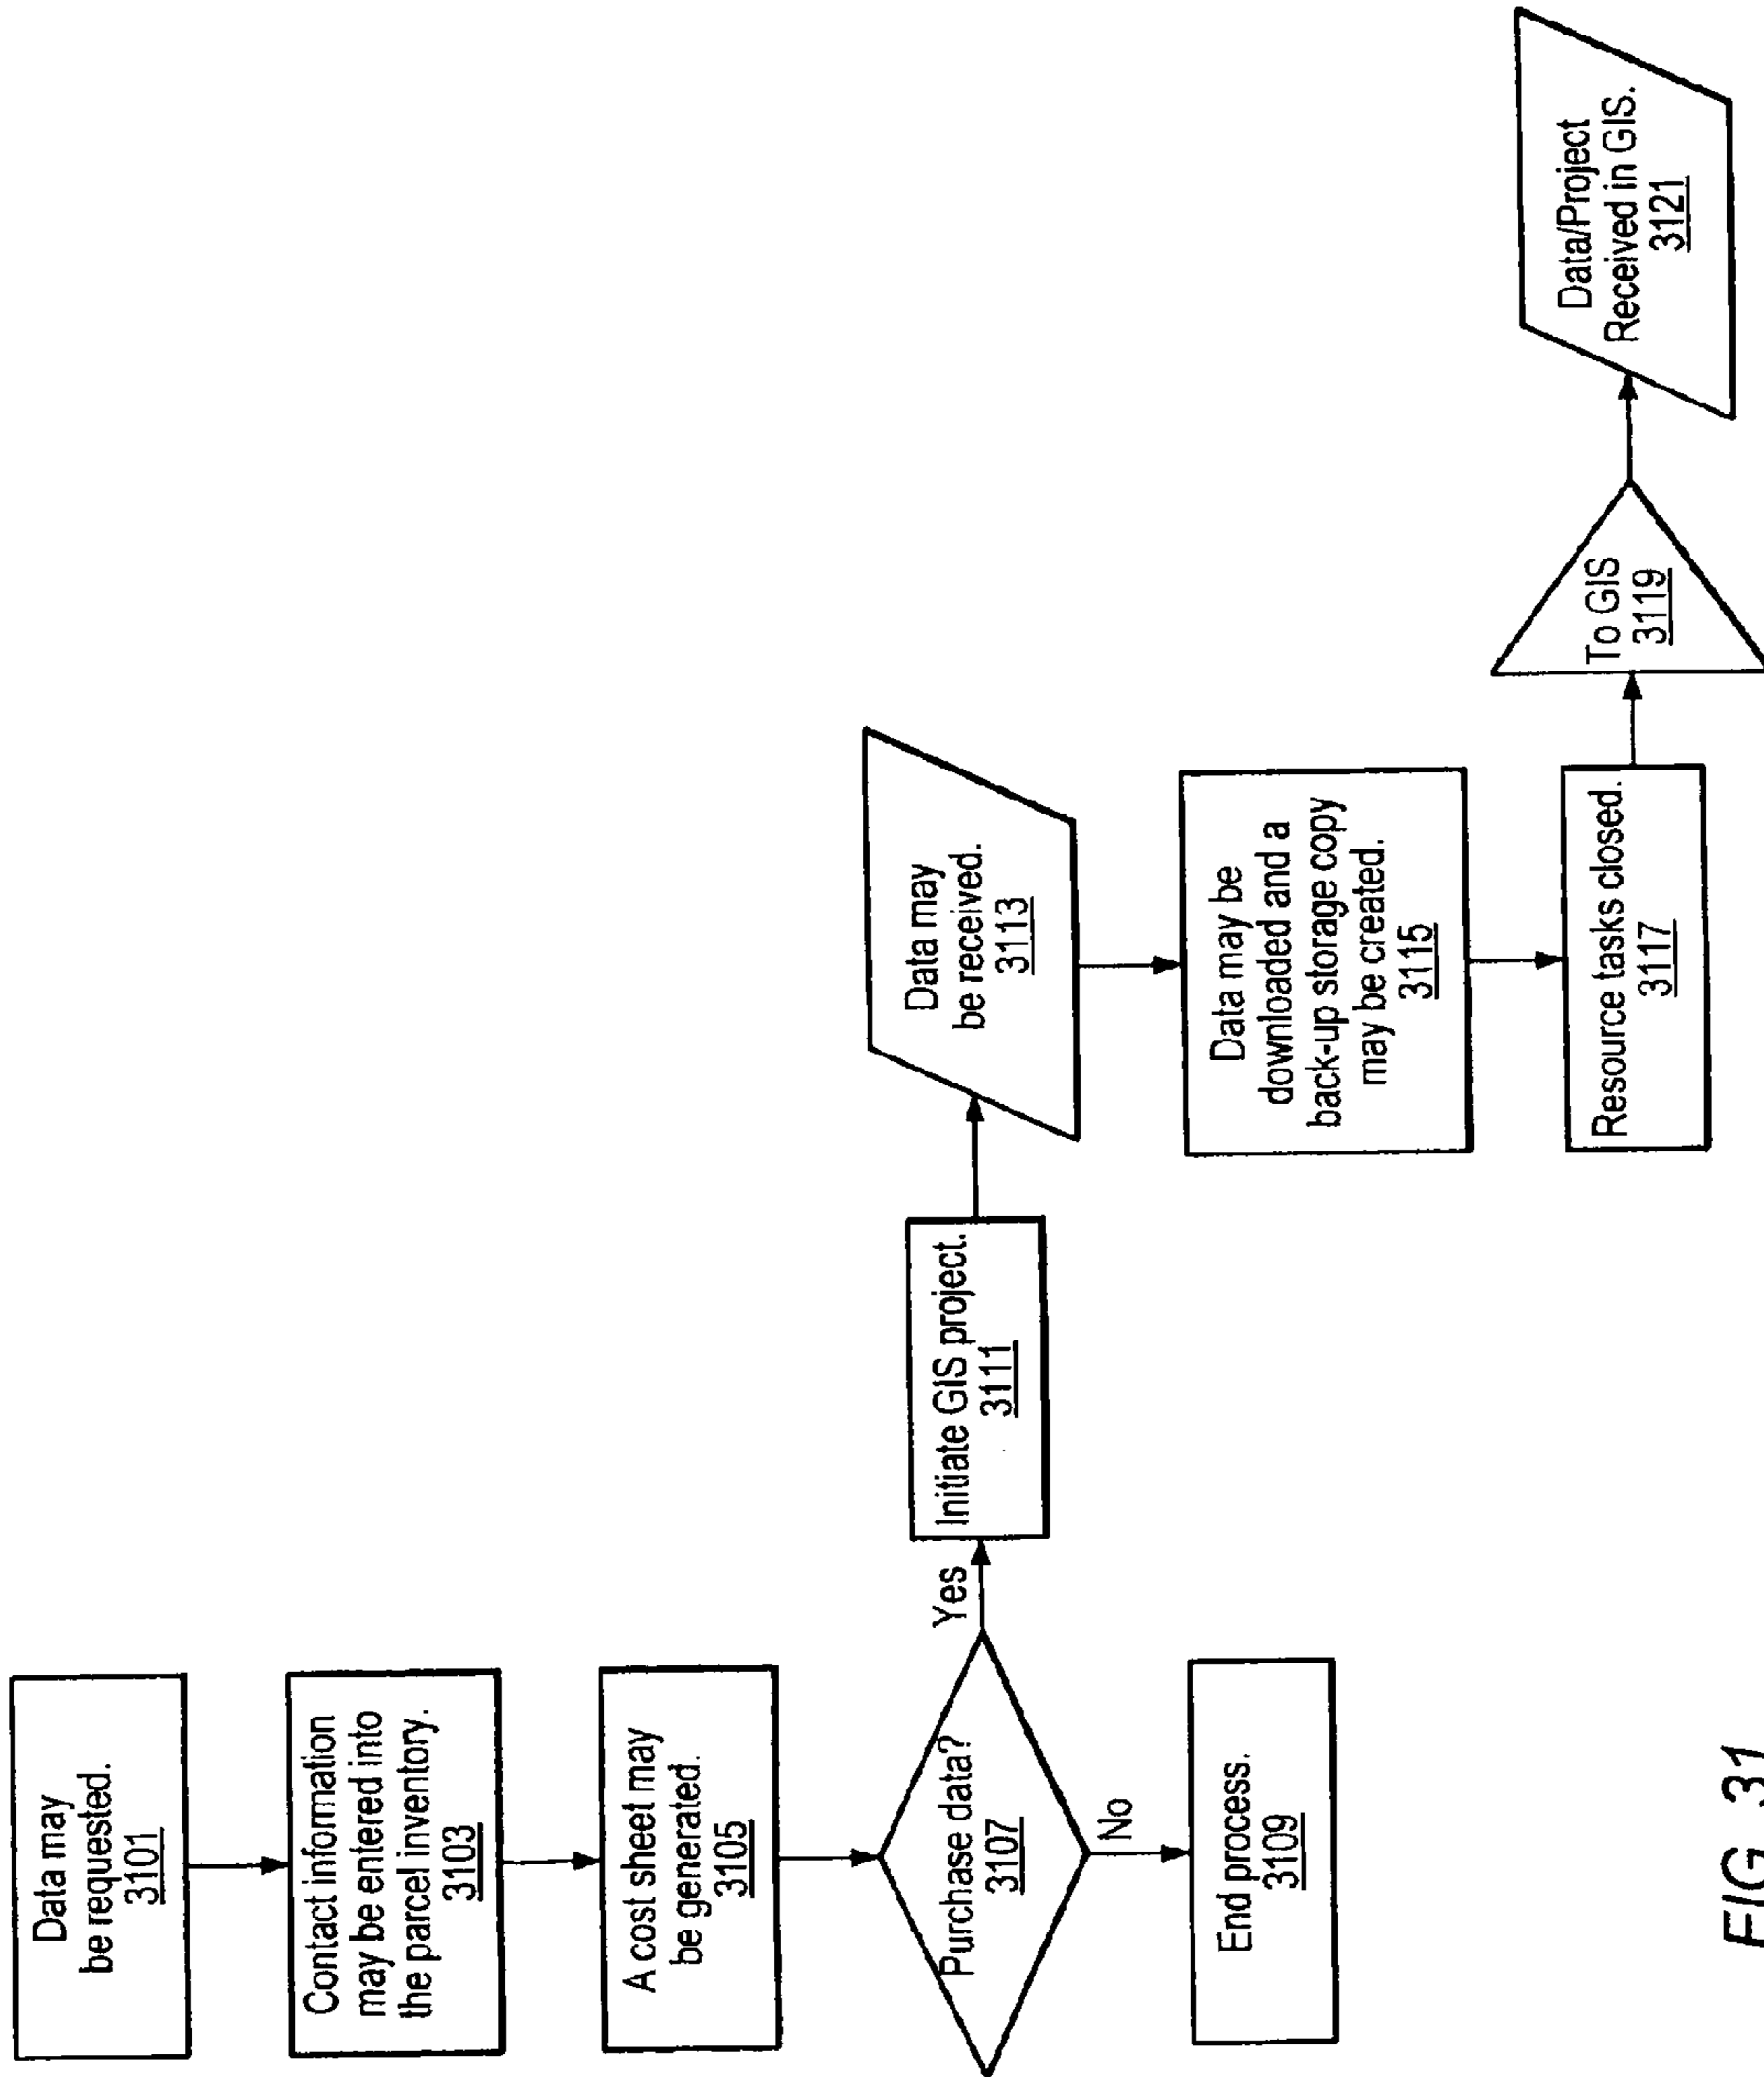 Data may
be requested.
3101
Contact information
may be entered into
the parcel inventory.
3103
A cost sheet may
be generated.
3105
Purchase data?
3107
Yes
No
End process.
3109
Initiate GIS project.
3111
Data may
be received.
3113
Data may be
downloaded and a
back-up storage copy
may be created.
3115
Resource tasks closed.
3117
To GIS
3119
Data/Project
Received in GIS.
3121
FIG. 31